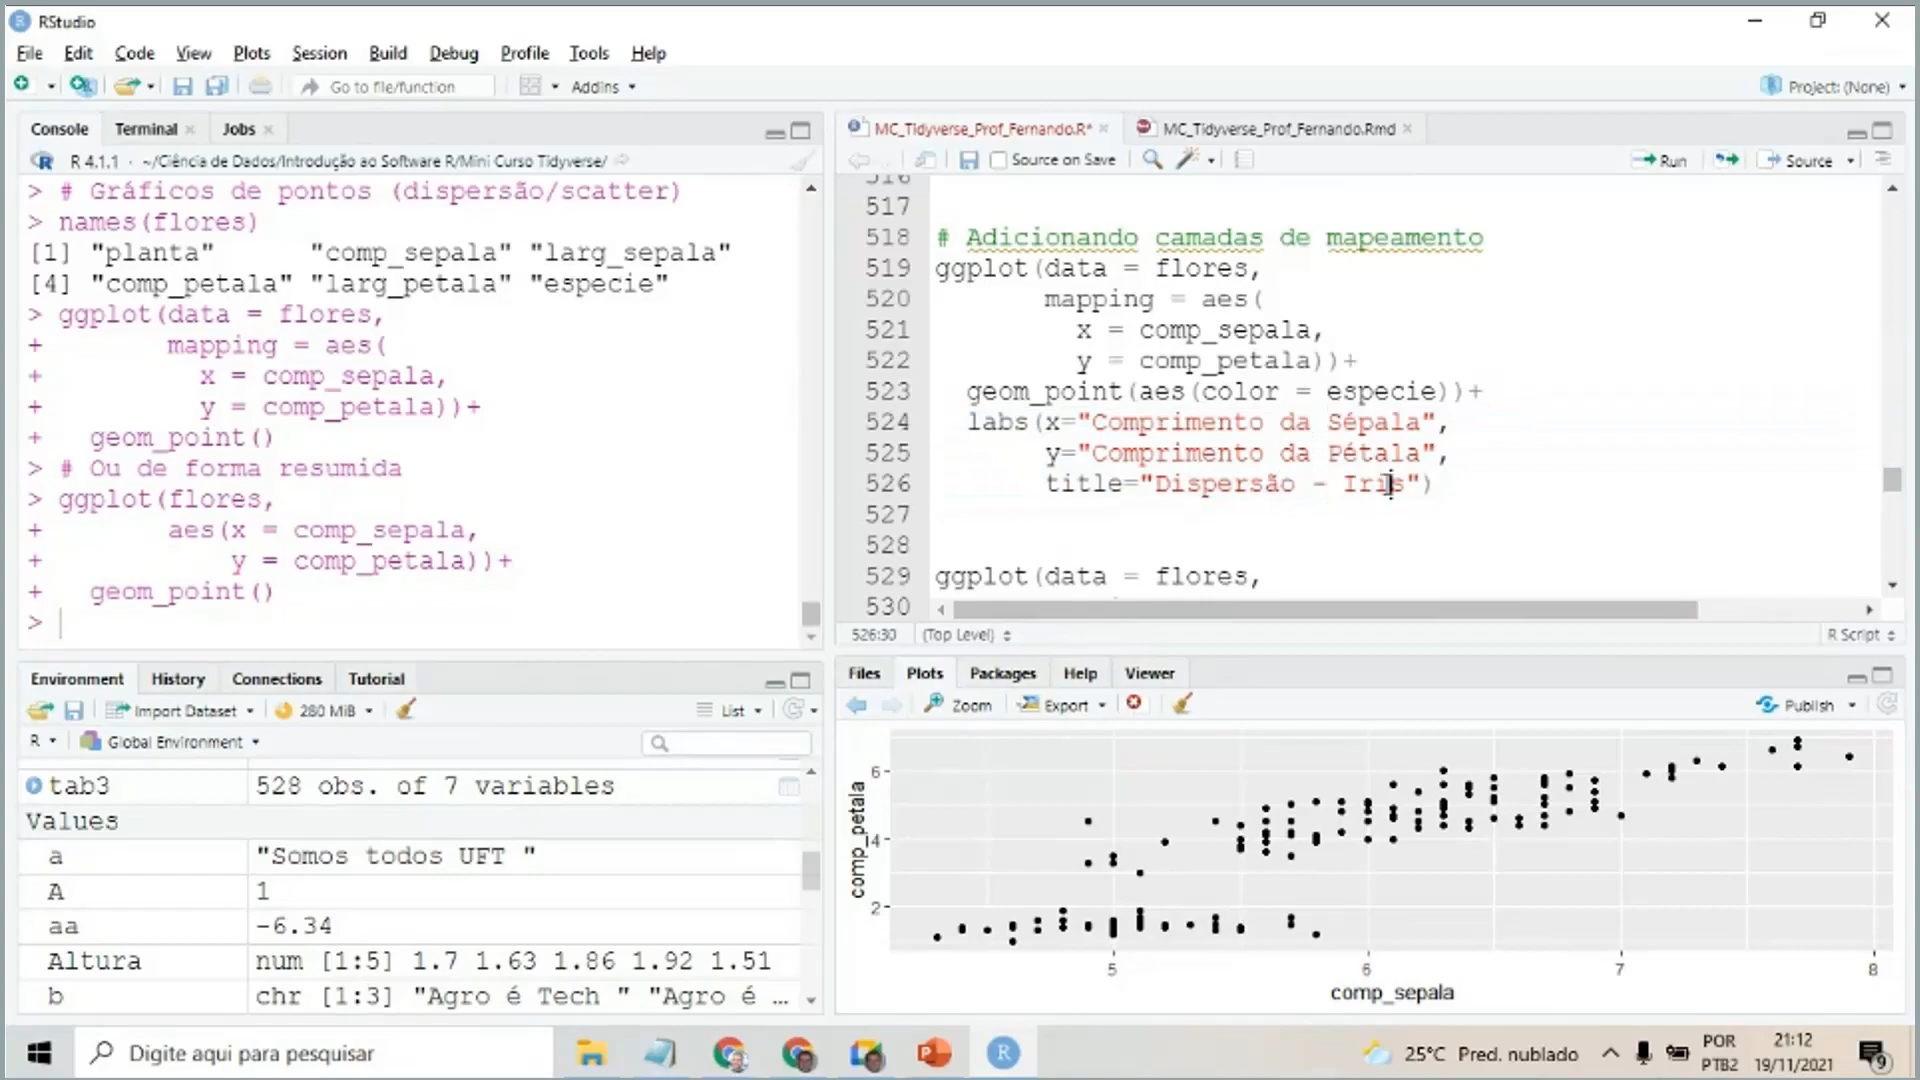 RStudio
File Edit Code View Plots Session Build Debug Profile Tools Help
Go to file/function Addins Project: (None)
Console Terminal Jobs
R 4.1.1 · ~/Ciência de Dados/Introdução ao Software R/Mini Curso Tidyverse/
> # Gráficos de pontos (dispersão/scatter)
> names(flores)
[1] "planta" "comp_sepala" "larg_sepala"
[4] "comp_petala" "larg_petala" "especie"
> ggplot(data = flores,
+ mapping = aes(
+ x = comp_sepala,
+ y = comp_petala))+
+ geom_point()
> # Ou de forma resumida
> ggplot(flores,
+ aes(x = comp_sepala,
+ y = comp_petala))+
+ geom_point()
>
MC_Tidyverse_Prof_Fernando.R* MC_Tidyverse_Prof_Fernando.Rmd
Source on Save Run Source
516
517
518 # Adicionando camadas de mapeamento
519 ggplot(data = flores,
520 mapping = aes(
521 x = comp_sepala,
522 y = comp_petala))+
523 geom_point(aes(color = especie))+
524 labs(x="Comprimento da Sépala",
525 y="Comprimento da Pétala",
526 title="Dispersão - Iris")
527
528
529 ggplot(data = flores,
530
526:30 (Top Level) R Script
Environment History Connections Tutorial
Import Dataset 280 MiB List
R Global Environment
tab3 528 obs. of 7 variables
Values
a "Somos todos UFT "
A 1
aa -6.34
Altura num [1:5] 1.7 1.63 1.86 1.92 1.51
b chr [1:3] "Agro é Tech " "Agro é ...
Files Plots Packages Help Viewer
Zoom Export Publish
comp_petala
6
4
2
5 6 7 8
comp_sepala
Digite aqui para pesquisar
25°C Pred. nublado
POR
PTB2
21:12
19/11/2021
9